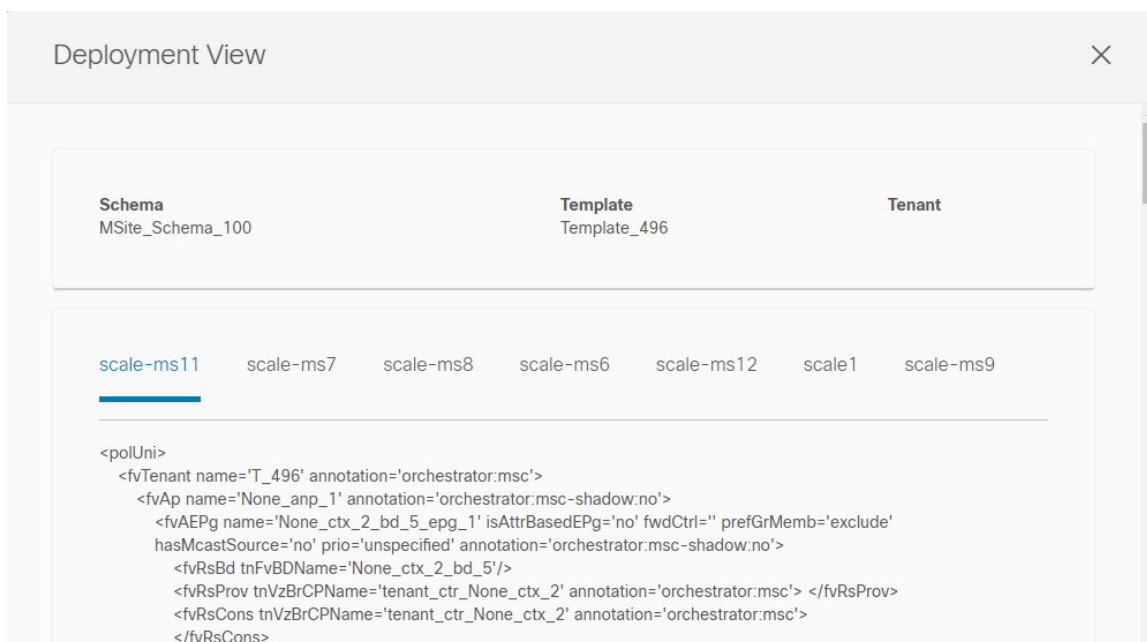 Deployment View
Schema Template Tenant
MSite_Schema_100 Template_496
scale-ms11 scale-ms7 scale-ms8 scale-ms6 scale-ms12 scale1 scale-ms9
<polUni>
<fvTenant name='T_496' annotation='orchestrator:msc'>
<fvAp name='None_anp_1' annotation='orchestrator:msc-shadow:no'>
<fvAEPg name='None_ctx_2_bd_5_epg_1' isAttrBasedEPg='no' fwdCtrl='' prefGrMemb='exclude'
hasMcastSource='no' prio='unspecified' annotation='orchestrator:msc-shadow:no'>
<fvRsBd tnFvBDName='None_ctx_2_bd_5'/>
<fvRsProv tnVzBrCPName='tenant_ctr_None_ctx_2' annotation='orchestrator:msc'> </fvRsProv>
<fvRsCons tnVzBrCPName='tenant_ctr_None_ctx_2' annotation='orchestrator:msc'>
</fvRsCons>